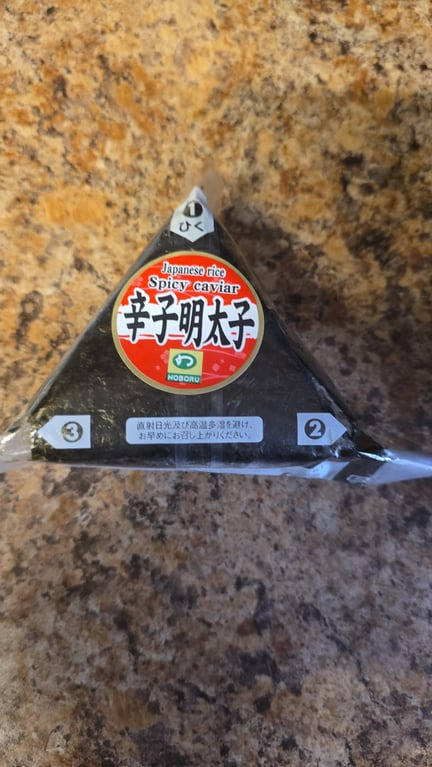 1
ひく
Japanese rice
Spicy caviar
辛子明太子
の
NOBORU
3
直射日光及び高温多湿を避け、
お早めにお召し上がりください。
2